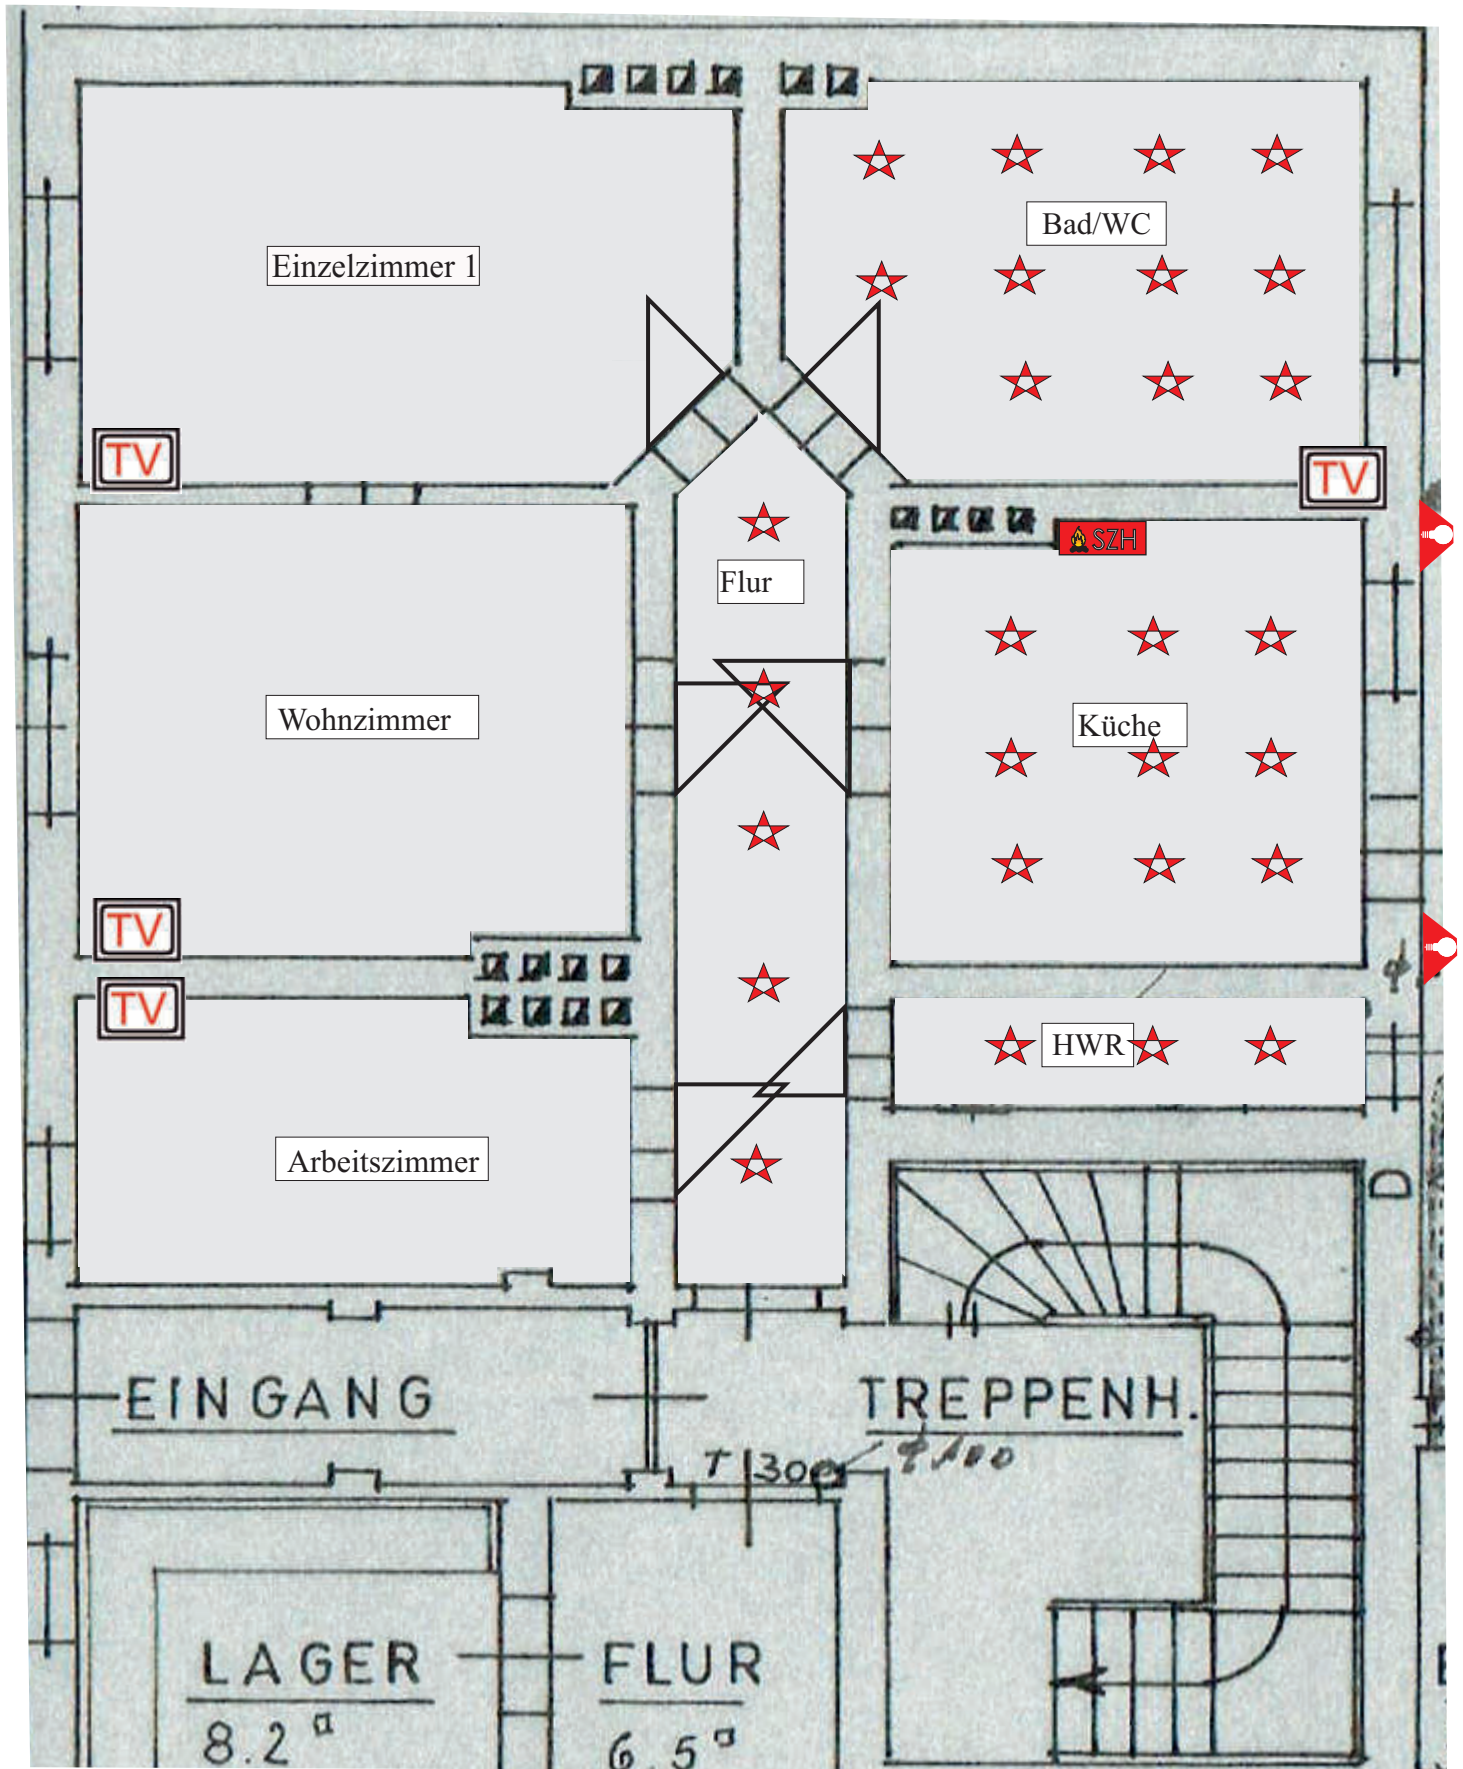 Bad/WC
Einzelzimmer 1
TV
TV
SZH
Flur
Wohnzimmer
Küche
TV
TV
HWR
Arbeitszimmer
D
EINGANG
TREPPENH.
T 30
LAGER
FLUR
8.2
6.5